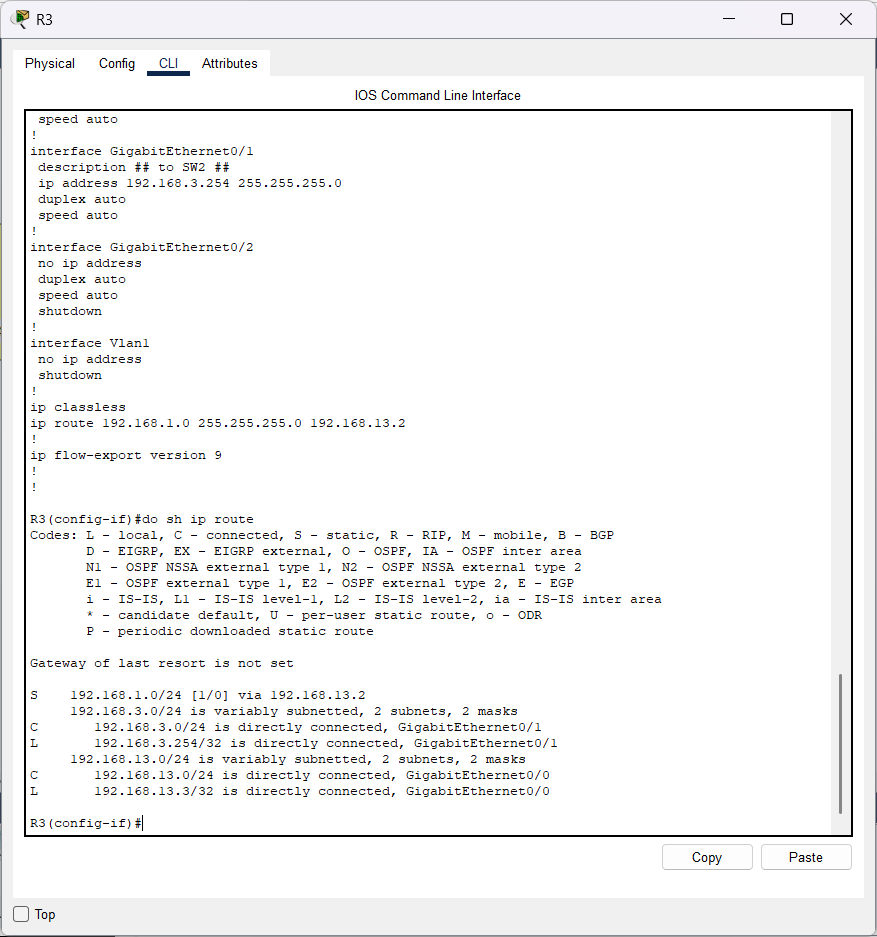 R3
Physical Config CLI Attributes
IOS Command Line Interface
 speed auto
!
interface GigabitEthernet0/1
 description ## to SW2 ##
 ip address 192.168.3.254 255.255.255.0
 duplex auto
 speed auto
!
interface GigabitEthernet0/2
 no ip address
 duplex auto
 speed auto
 shutdown
!
interface Vlan1
 no ip address
 shutdown
!
ip classless
ip route 192.168.1.0 255.255.255.0 192.168.13.2
!
ip flow-export version 9
!
!
R3(config-if)#do sh ip route
Codes: L - local, C - connected, S - static, R - RIP, M - mobile, B - BGP
       D - EIGRP, EX - EIGRP external, O - OSPF, IA - OSPF inter area
       N1 - OSPF NSSA external type 1, N2 - OSPF NSSA external type 2
       E1 - OSPF external type 1, E2 - OSPF external type 2, E - EGP
       i - IS-IS, L1 - IS-IS level-1, L2 - IS-IS level-2, ia - IS-IS inter area
       * - candidate default, U - per-user static route, o - ODR
       P - periodic downloaded static route
Gateway of last resort is not set
S    192.168.1.0/24 [1/0] via 192.168.13.2
     192.168.3.0/24 is variably subnetted, 2 subnets, 2 masks
C       192.168.3.0/24 is directly connected, GigabitEthernet0/1
L       192.168.3.254/32 is directly connected, GigabitEthernet0/1
     192.168.13.0/24 is variably subnetted, 2 subnets, 2 masks
C       192.168.13.0/24 is directly connected, GigabitEthernet0/0
L       192.168.13.3/32 is directly connected, GigabitEthernet0/0
R3(config-if)#
Copy Paste
Top